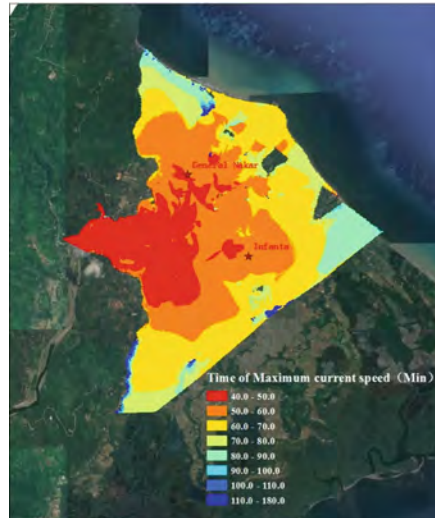 General Nakar
Infanta
Time of Maximum current speed（Min）
40.0 - 50.0
50.0 - 60.0
60.0 - 70.0
70.0 - 80.0
80.0 - 90.0
90.0 - 100.0
100.0 - 110.0
110.0 - 180.0